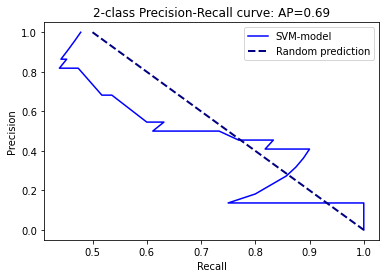 2-class Precision-Recall curve: AP=0.69
SVM-model
Random prediction
Precision
1.0
0.8
0.6
0.4
0.2
0.0
0.5
0.6
0.7
0.8
0.9
1.0
Recall